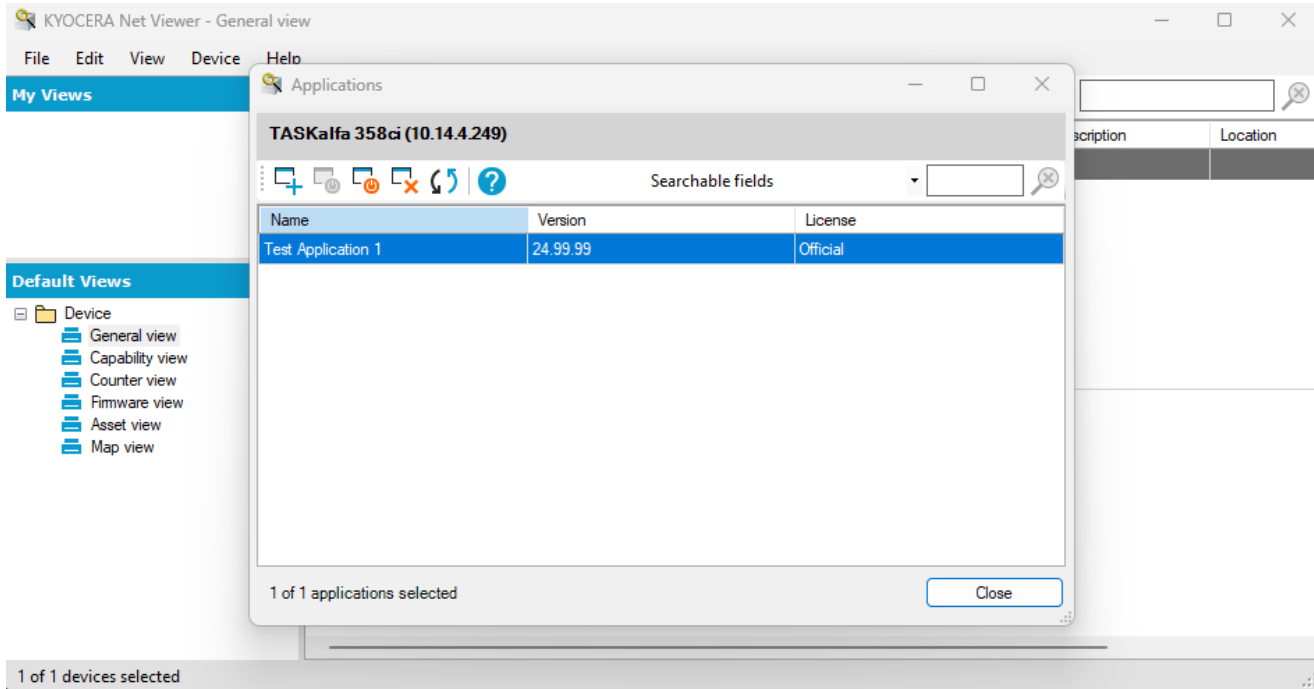 KYOCERA Net Viewer - General view
File Edit View Device Help
My Views
Default Views
Device
General view
Capability view
Counter view
Firmware view
Asset view
Map view
Applications
TASKalfa 358ci (10.14.4.249)
Searchable fields
Name Version License
Test Application 1 24.99.99 Official
1 of 1 applications selected
Close
scription Location
1 of 1 devices selected